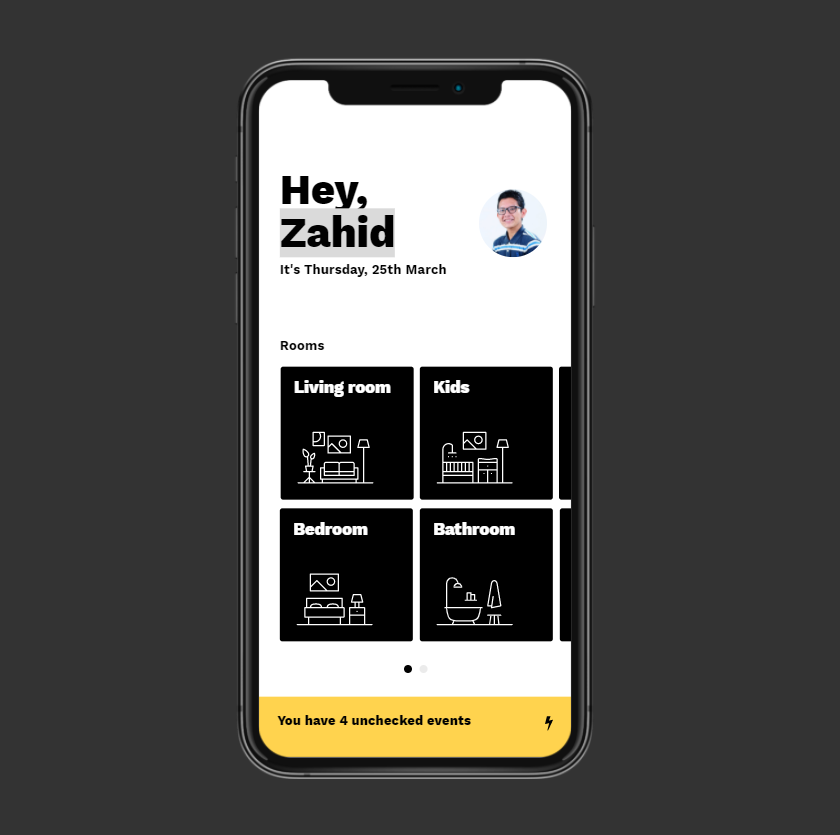 Hey,
Zahid
It's Thursday, 25th March
Rooms
Living room
Kids
Bedroom
Bathroom
You have 4 unchecked events